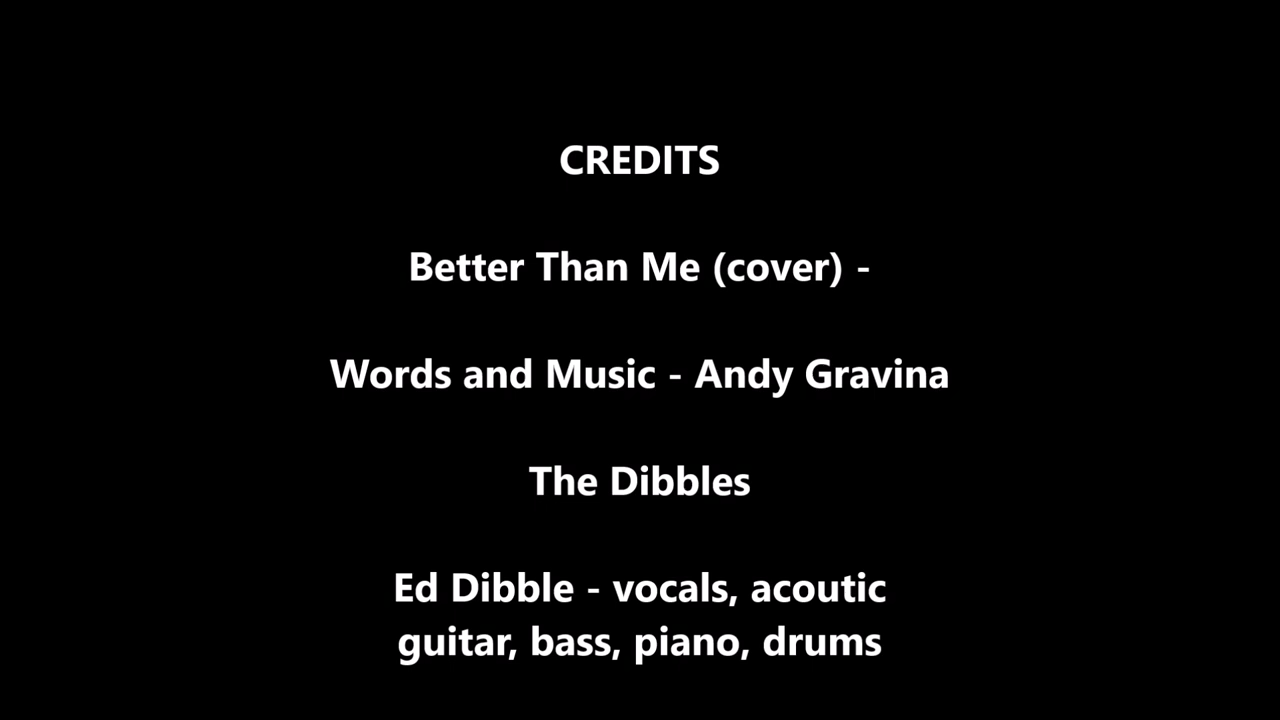 CREDITS
Better Than Me (cover) -
Words and Music - Andy Gravina
The Dibbles
Ed Dibble - vocals, acoutic
guitar, bass, piano, drums